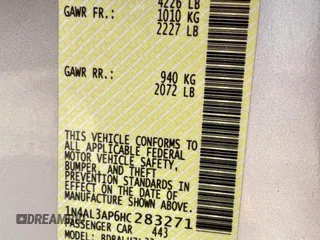 4226 LB
GAWR FR.: 1010 KG
2227 LB
GAWR RR.: 940 KG
2072 LB
THIS VEHICLE CONFORMS TO
ALL APPLICABLE FEDERAL
MOTOR VEHICLE SAFETY,
BUMPER, AND THEFT
PREVENTION STANDARDS IN
EFFECT ON THE DATE OF
MANUFACTURE SHOWN ABOVE.
1N4AL3AP6HC283271
PASSENGER CAR 443